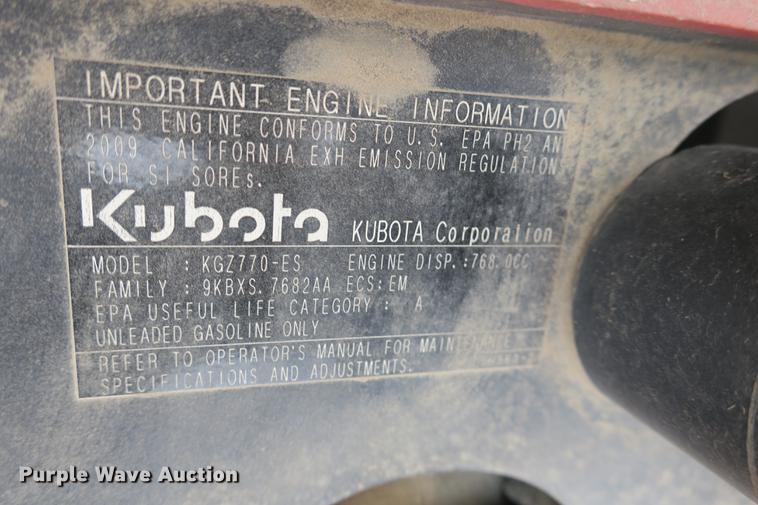 IMPORTANT ENGINE INFORMATION
THIS ENGINE CONFORMS TO U.S. EPA PH2 AN
2009 CALIFORNIA EXH EMISSION REGULATIONS
FOR SI SOREs.
Kubota KUBOTA Corporation
MODEL : KGZ770-ES ENGINE DISP.:768.0CC
FAMILY : 9KBXS.7682AA ECS:EM
EPA USEFUL LIFE CATEGORY : A
UNLEADED GASOLINE ONLY
REFER TO OPERATOR'S MANUAL FOR MAINTENANCE
SPECIFICATIONS AND ADJUSTMENTS.
Purple Wave Auction